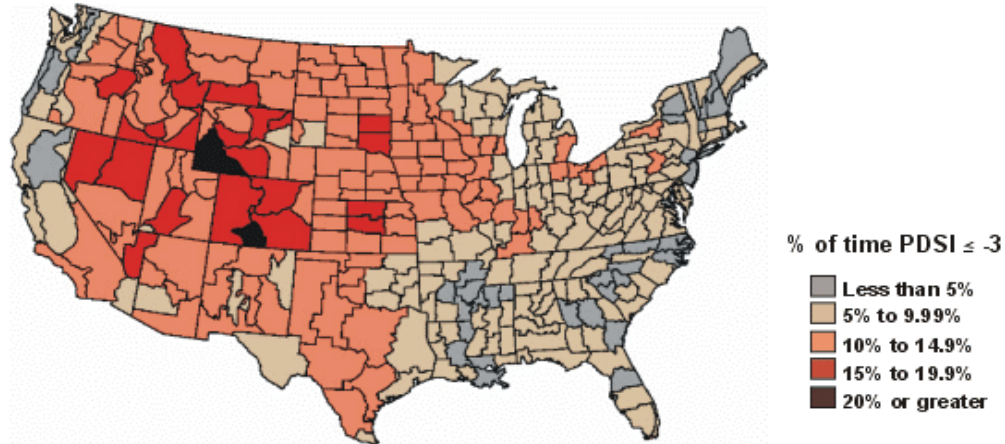 % of time PDSI ≤ -3
Less than 5%
5% to 9.99%
10% to 14.9%
15% to 19.9%
20% or greater